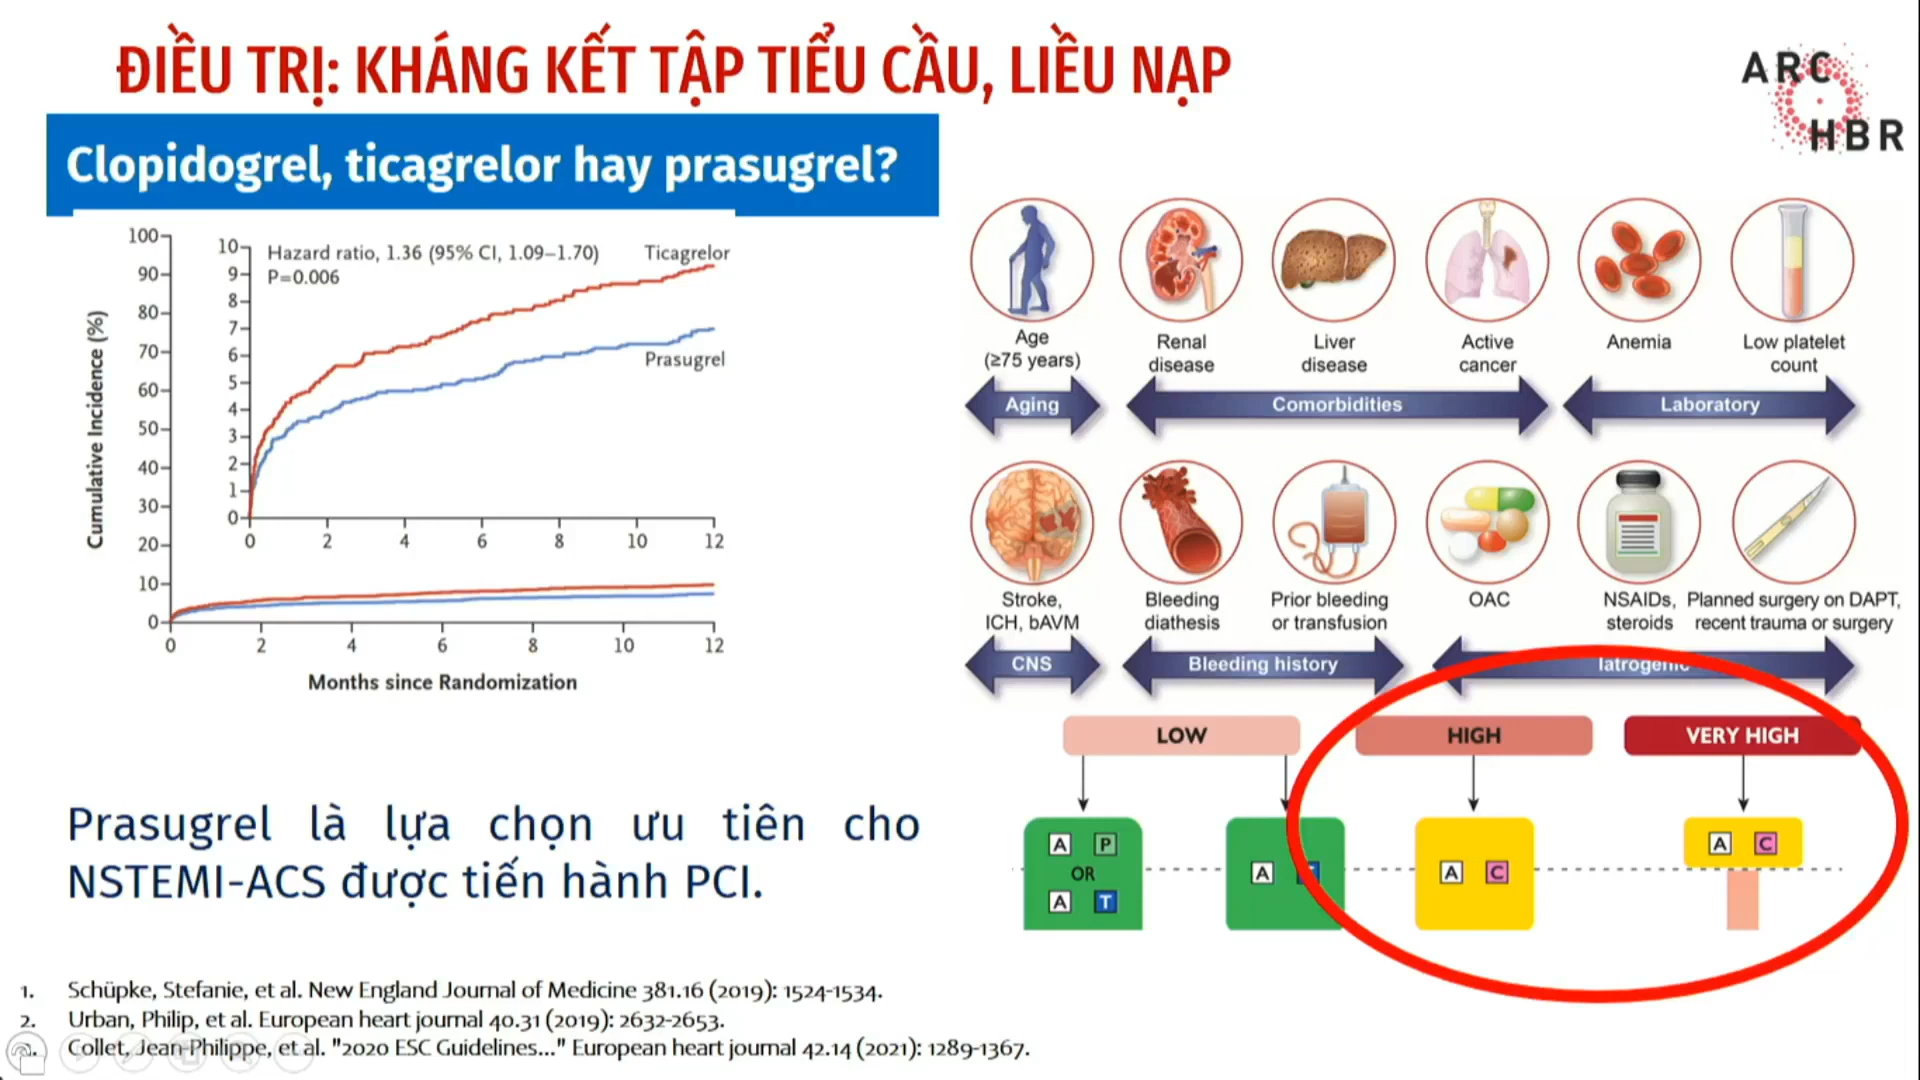 ĐIỀU TRỊ: KHÁNG KẾT TẬP TIỂU CẦU, LIỀU NẠP
ARC
HBR
Clopidogrel, ticagrelor hay prasugrel?
Cumulative Incidence (%)
100
90
80
70
60
50
40
30
20
10
0
10
9
8
7
6
5
4
3
2
1
0
Hazard ratio, 1.36 (95% CI, 1.09–1.70)
P=0.006
Ticagrelor
Prasugrel
0 2 4 6 8 10 12
0 2 4 6 8 10 12
Months since Randomization
Age
(≥75 years)
Renal
disease
Liver
disease
Active
cancer
Anemia
Low platelet
count
Aging
Comorbidities
Laboratory
Stroke,
ICH, bAVM
Bleeding
diathesis
Prior bleeding
or transfusion
OAC
NSAIDs,
steroids
Planned surgery on DAPT,
recent trauma or surgery
CNS
Bleeding history
Iatrogenic
LOW
HIGH
VERY HIGH
A P
OR
A T
A
A C
A C
Prasugrel là lựa chọn ưu tiên cho
NSTEMI-ACS được tiến hành PCI.
1. Schüpke, Stefanie, et al. New England Journal of Medicine 381.16 (2019): 1524-1534.
2. Urban, Philip, et al. European heart journal 40.31 (2019): 2632-2653.
Collet, Jean-Philippe, et al. "2020 ESC Guidelines..." European heart journal 42.14 (2021): 1289-1367.